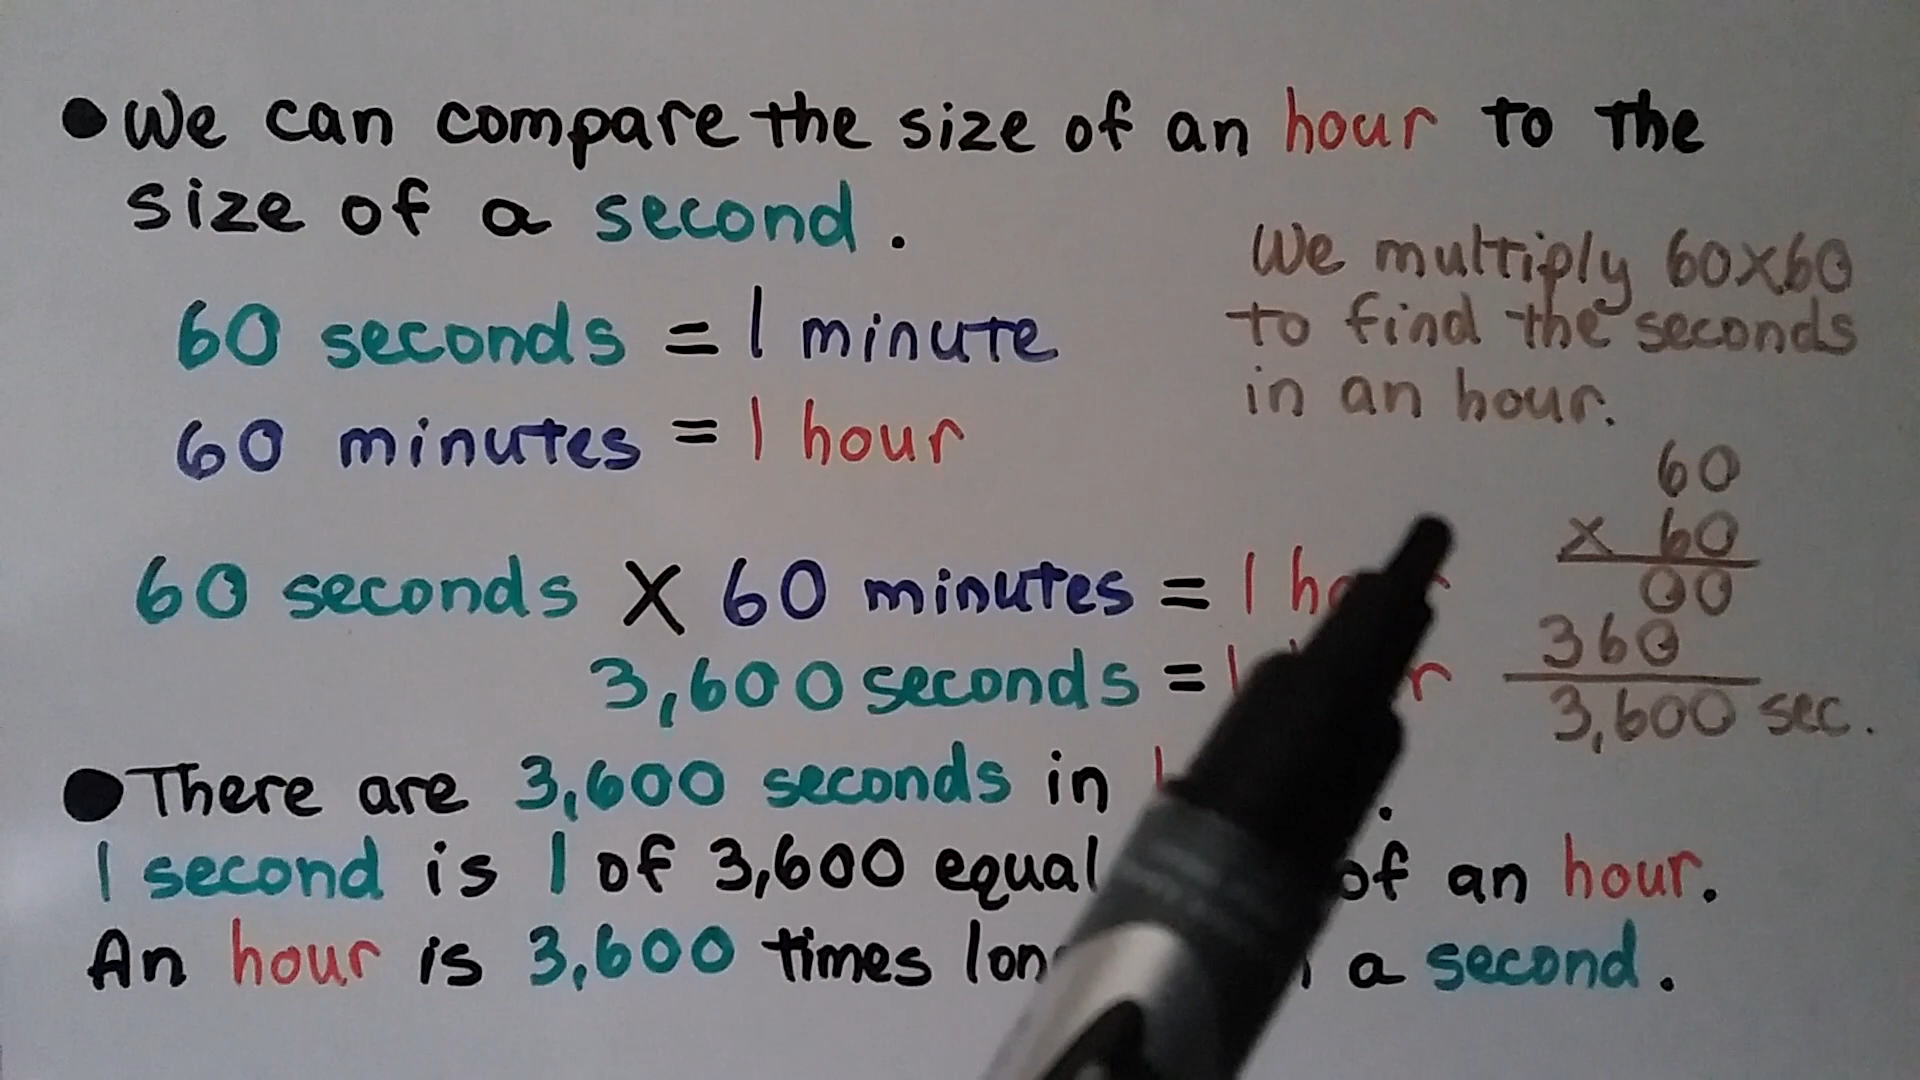 ● We can compare the size of an hour to the
size of a second.
60 seconds = 1 minute
60 minutes = 1 hour
60 seconds X 60 minutes = 1
3,600 seconds = 1
● There are 3,600 seconds in
1 second is 1 of 3,600 equal of an hour.
An hour is 3,600 times a second.
We multiply 60x60
to find the seconds
in an hour.
60
x 60
00
360
3,600 sec.